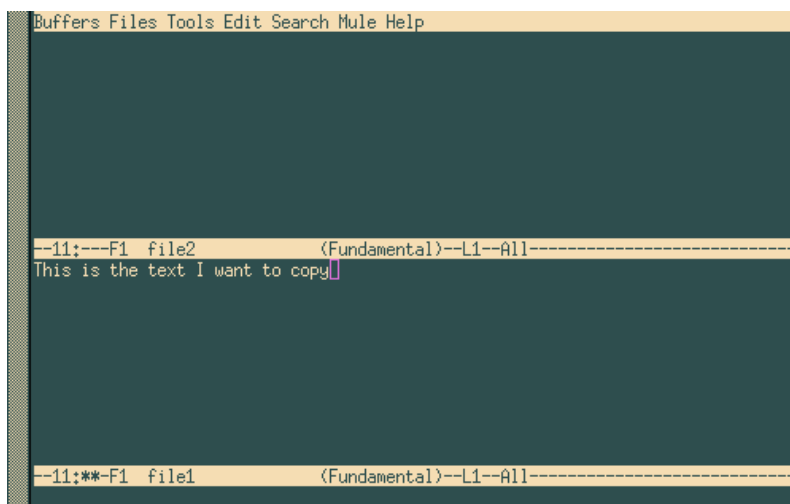 Buffers Files Tools Edit Search Mule Help
--11:---F1  file2                (Fundamental)--L1--All---------------------------
This is the text I want to copy
--11:**-F1  file1                (Fundamental)--L1--All---------------------------